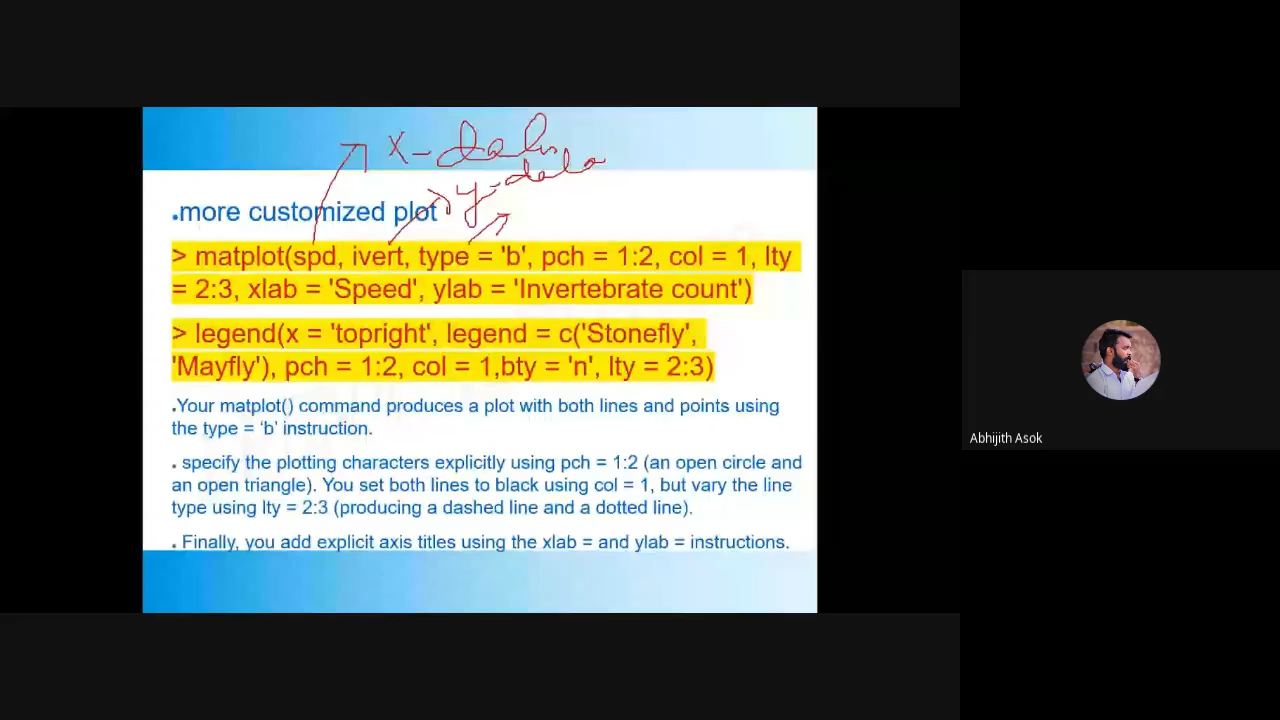 x-data
y-data
.more customized plot
> matplot(spd, ivert, type = 'b', pch = 1:2, col = 1, lty
= 2:3, xlab = 'Speed', ylab = 'Invertebrate count')
> legend(x = 'topright', legend = c('Stonefly',
'Mayfly'), pch = 1:2, col = 1,bty = 'n', lty = 2:3)
.Your matplot() command produces a plot with both lines and points using
the type = ‘b’ instruction.
. specify the plotting characters explicitly using pch = 1:2 (an open circle and
an open triangle). You set both lines to black using col = 1, but vary the line
type using lty = 2:3 (producing a dashed line and a dotted line).
. Finally, you add explicit axis titles using the xlab = and ylab = instructions.
Abhijith Asok